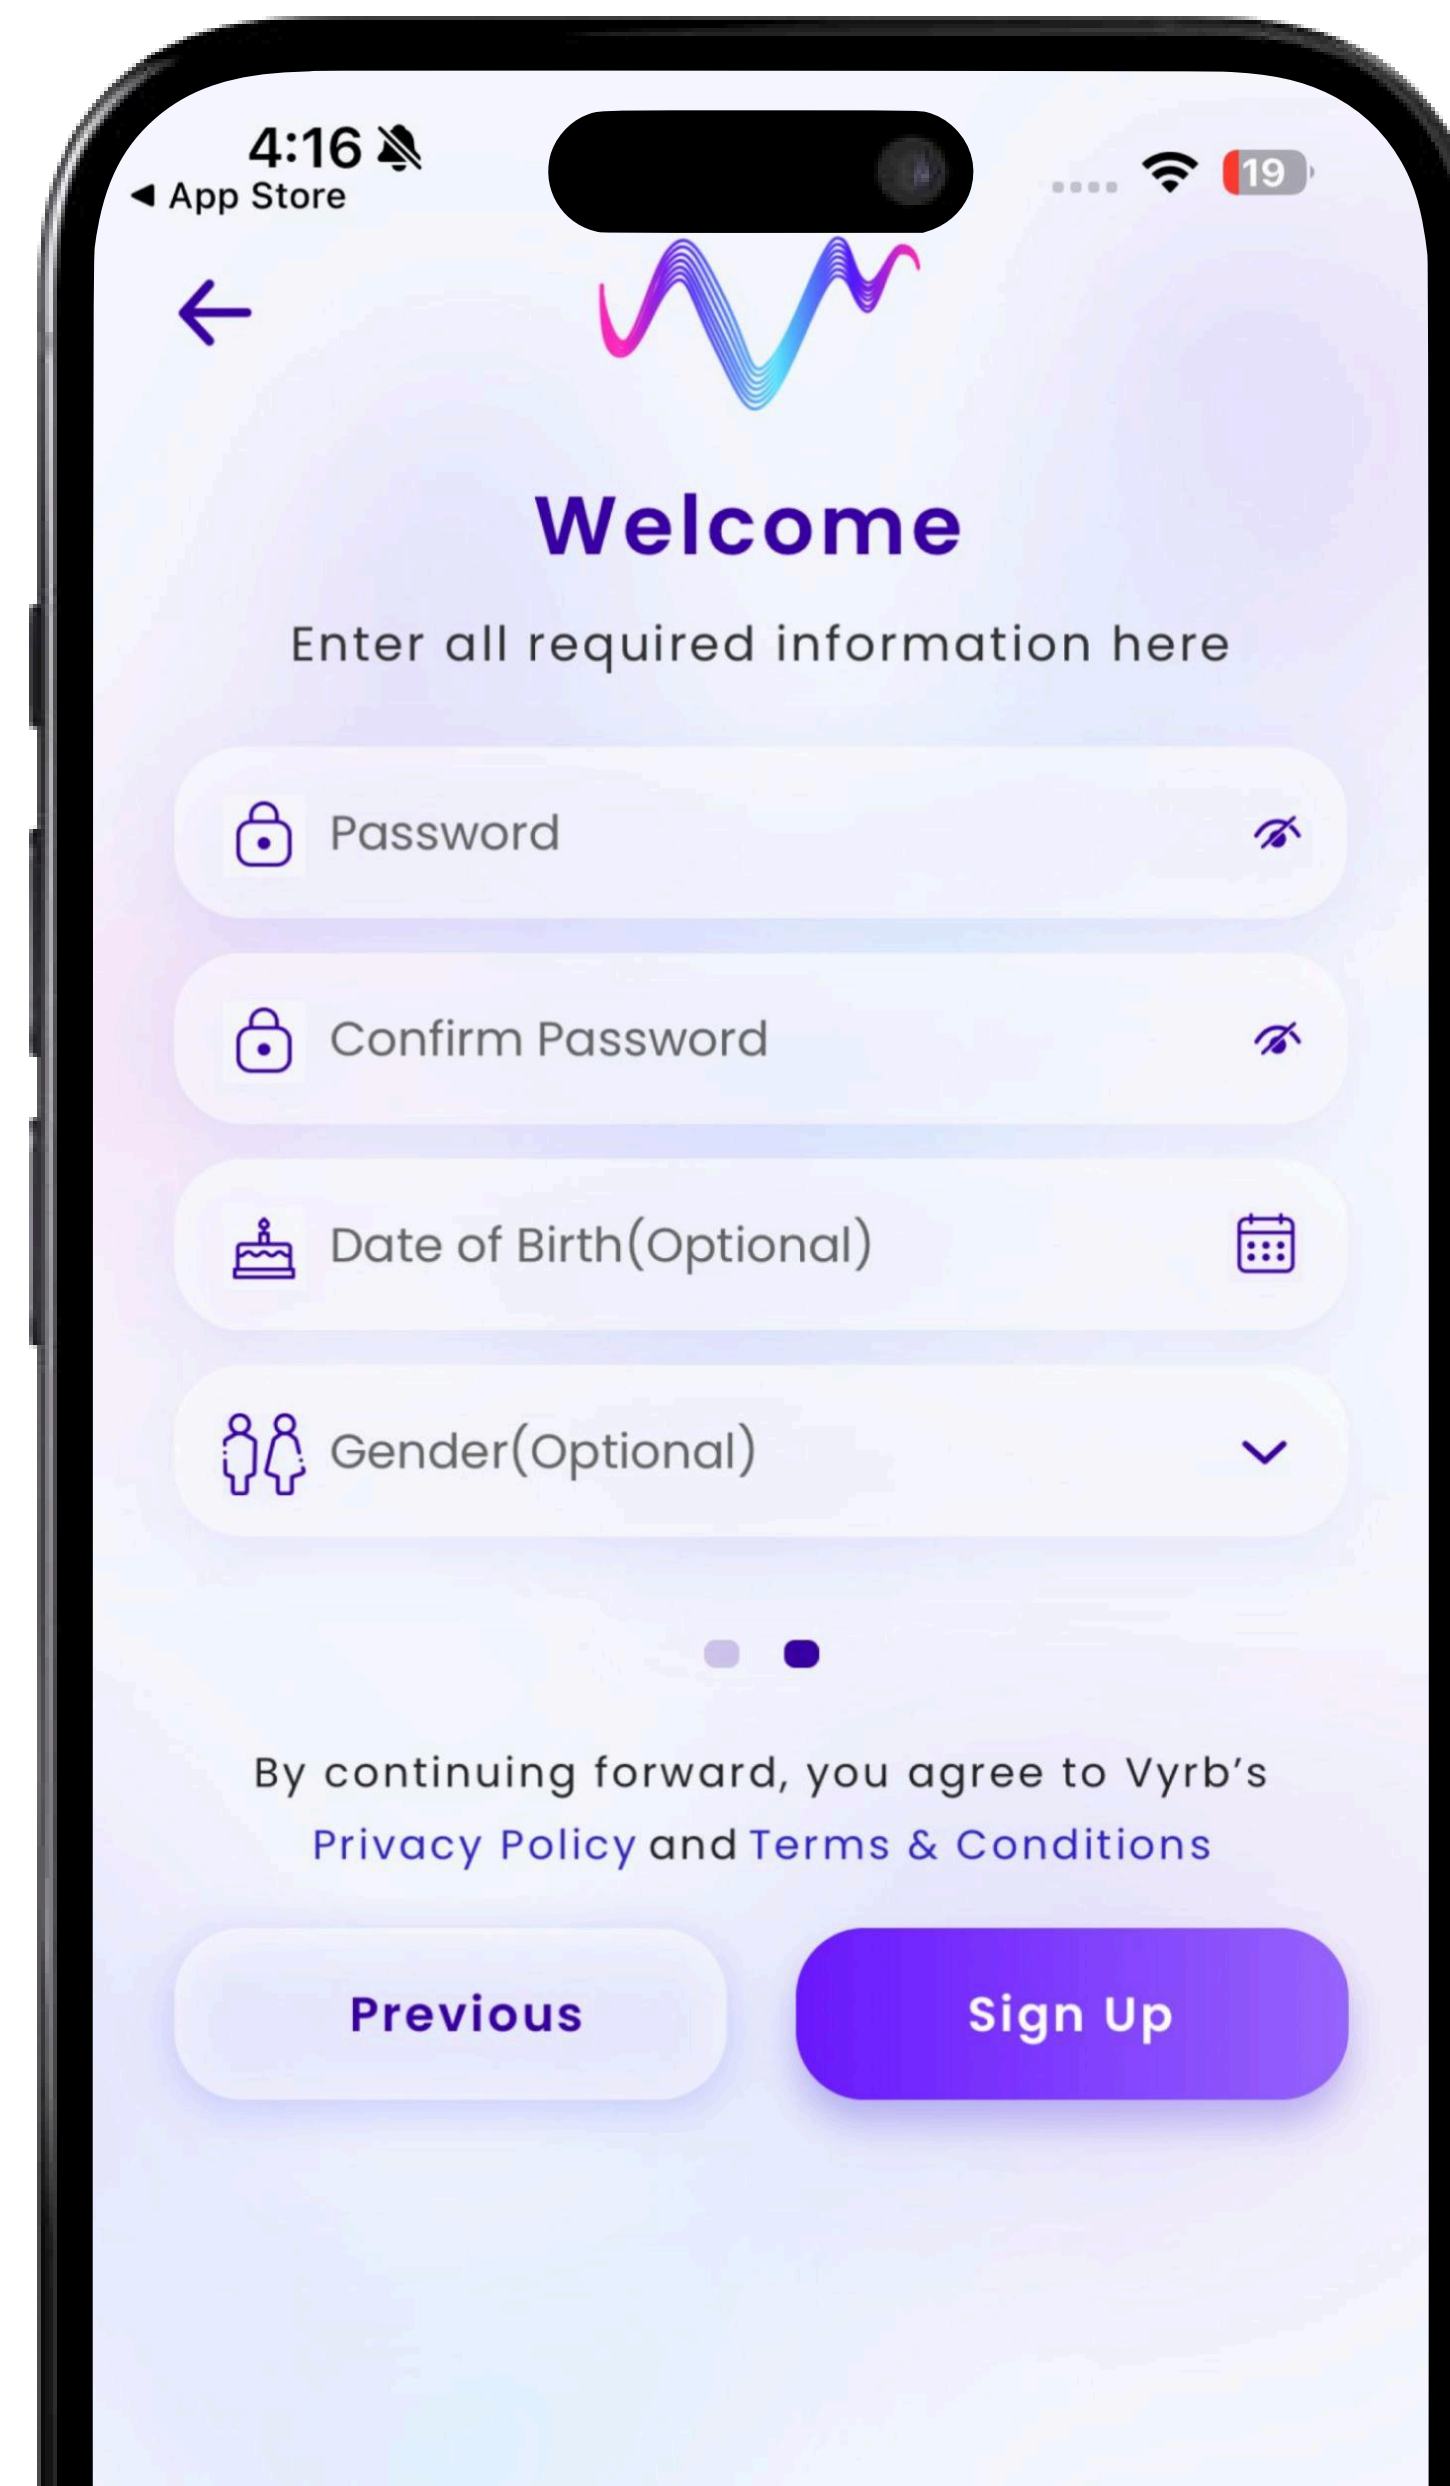 4:16
App Store
19
Welcome
Enter all required information here
Password
Confirm Password
Date of Birth(Optional)
Gender(Optional)
By continuing forward, you agree to Vyrb’s
Privacy Policy and Terms & Conditions
Previous
Sign Up